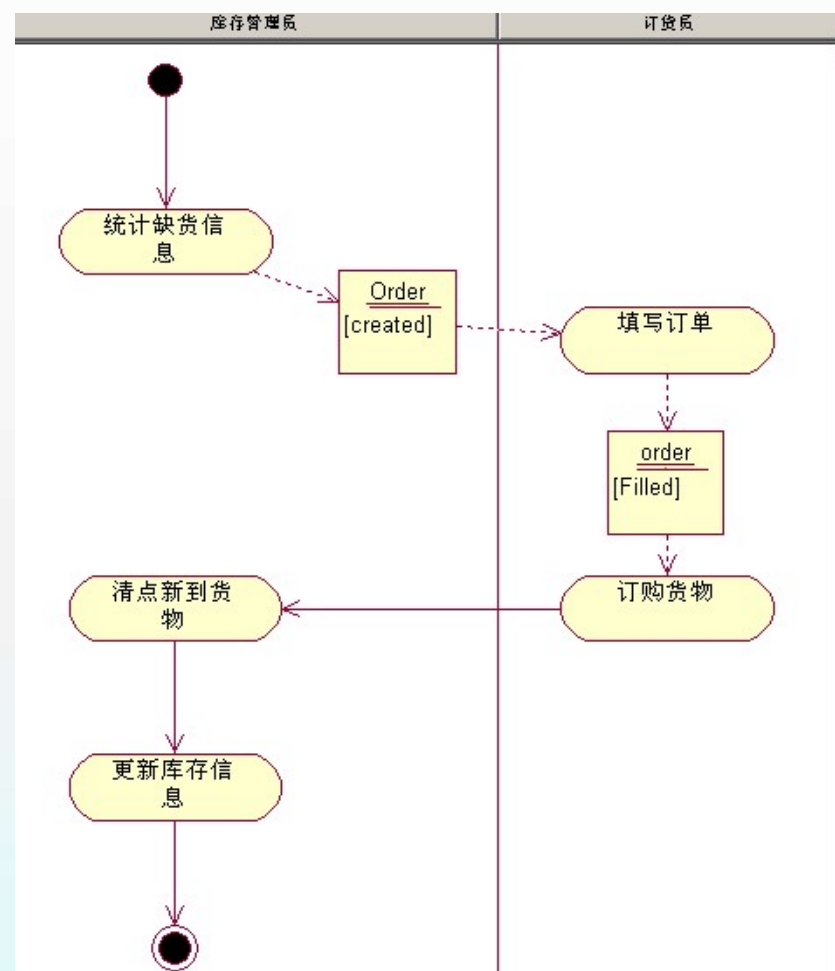 库存管理员
订货员
统计缺货信
息
Order
[created]
填写订单
order
[Filled]
清点新到货
物
订购货物
更新库存信
息